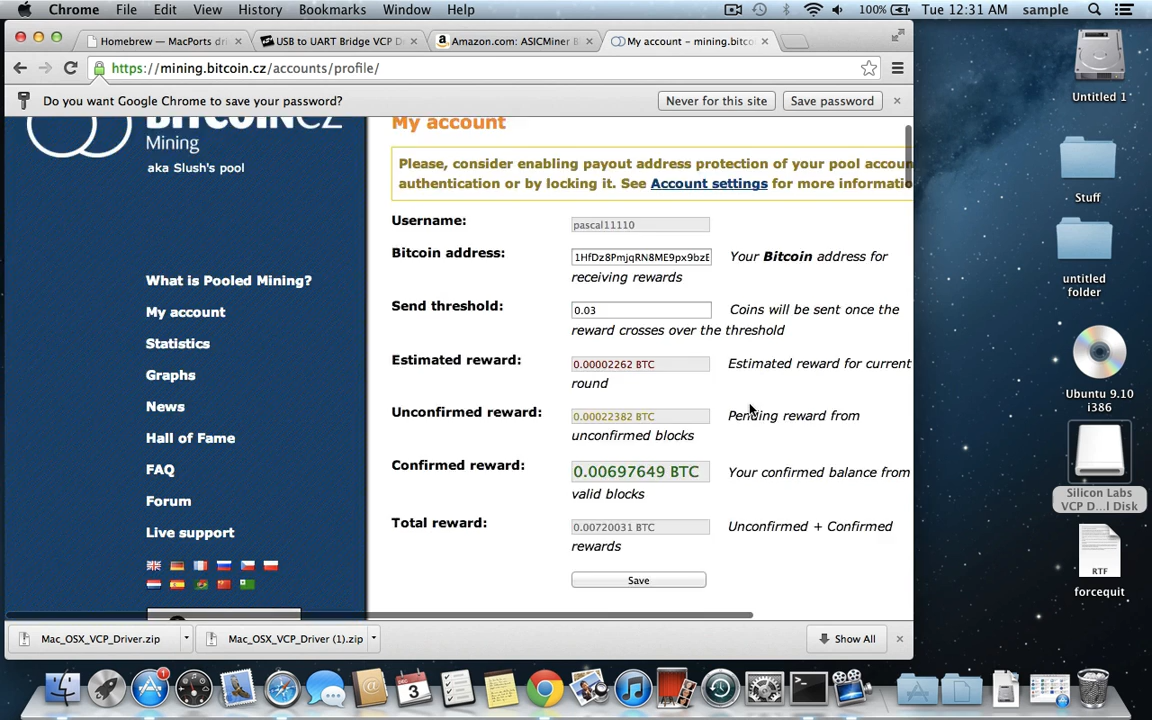 Chrome File Edit View History Bookmarks Window Help 100% Tue 12:31 AM sample
Homebrew — MacPorts dri USB to UART Bridge VCP D Amazon.com: ASICMiner B My account – mining.bitco
https://mining.bitcoin.cz/accounts/profile/
Do you want Google Chrome to save your password? Never for this site Save password
BITCOINCZ
Mining
aka Slush's pool
What is Pooled Mining?
My account
Statistics
Graphs
News
Hall of Fame
FAQ
Forum
Live support
My account
Please, consider enabling payout address protection of your pool accoun
authentication or by locking it. See Account settings for more informatio
Username: pascal11110
Bitcoin address: 1HfDz8PmjqRN8ME9px9bzE Your Bitcoin address for
receiving rewards
Send threshold: 0.03 Coins will be sent once the
reward crosses over the threshold
Estimated reward: 0.00002262 BTC Estimated reward for current
round
Unconfirmed reward: 0.00022382 BTC Pending reward from
unconfirmed blocks
Confirmed reward: 0.00697649 BTC Your confirmed balance from
valid blocks
Total reward: 0.00720031 BTC Unconfirmed + Confirmed
rewards
Save
Mac_OSX_VCP_Driver.zip Mac_OSX_VCP_Driver (1).zip Show All
Untitled 1
Stuff
untitled
folder
Ubuntu 9.10
i386
Silicon Labs
VCP D...l Disk
RTF
forcequit
1
3